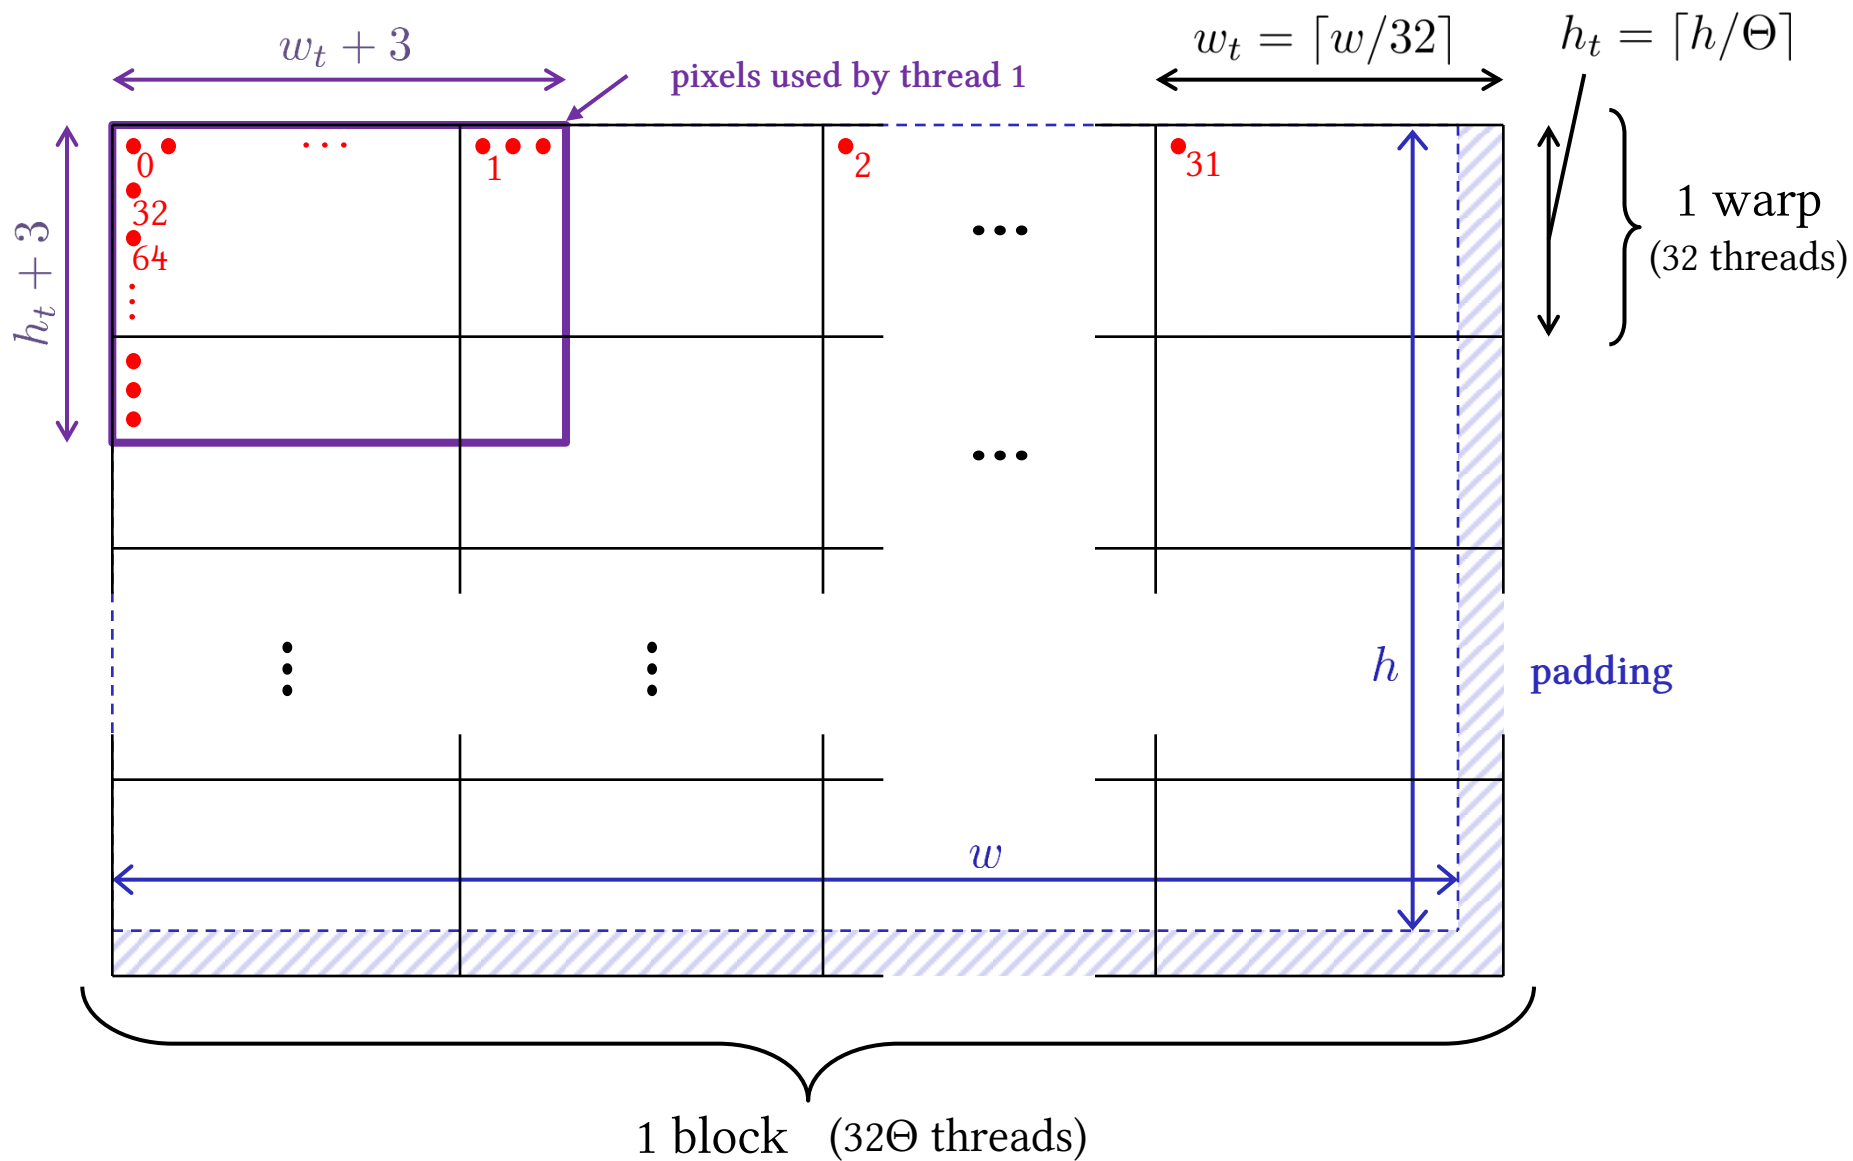 w_t + 3
pixels used by thread 1
w_t = ⌈w/32⌉
h_t = ⌈h/Θ⌉
h_t + 3
0
...
1
2
31
32
64
⋮
...
1 warp
(32 threads)
...
⋮
⋮
h
padding
w
1 block (32Θ threads)